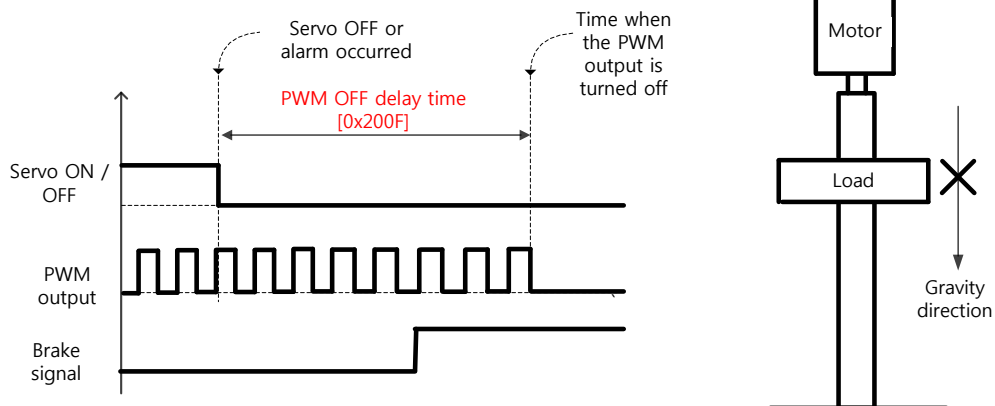 Servo OFF or
alarm occurred
Time when
the PWM
output is
turned off
PWM OFF delay time
[0x200F]
Servo ON /
OFF
PWM
output
Brake
signal
Motor
Load
Gravity
direction